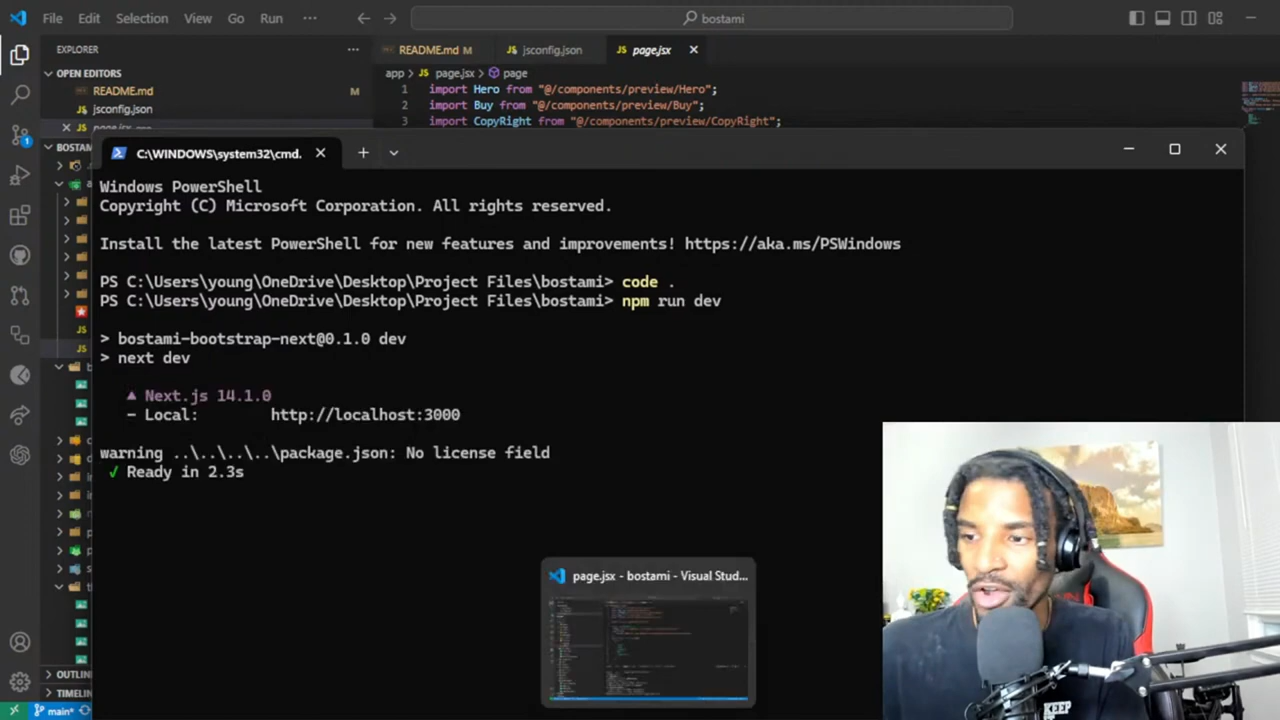 File Edit Selection View Go Run ···
bostami
EXPLORER ···
README.md M
jsconfig.json
page.jsx
OPEN EDITORS
app > page.jsx > page
README.md M
1 import Hero from "@/components/preview/Hero";
jsconfig.json
2 import Buy from "@/components/preview/Buy";
3 import CopyRight from "@/components/preview/CopyRight";
C:\WINDOWS\system32\cmd.
Windows PowerShell
Copyright (C) Microsoft Corporation. All rights reserved.
Install the latest PowerShell for new features and improvements! https://aka.ms/PSWindows
PS C:\Users\young\OneDrive\Desktop\Project Files\bostami> code .
PS C:\Users\young\OneDrive\Desktop\Project Files\bostami> npm run dev
> bostami-bootstrap-next@0.1.0 dev
> next dev
▲ Next.js 14.1.0
- Local: http://localhost:3000
warning ..\..\..\..\package.json: No license field
✓ Ready in 2.3s
page.jsx - bostami - Visual Stud...
OUTLIN
TIMELIN
main*
KEEP